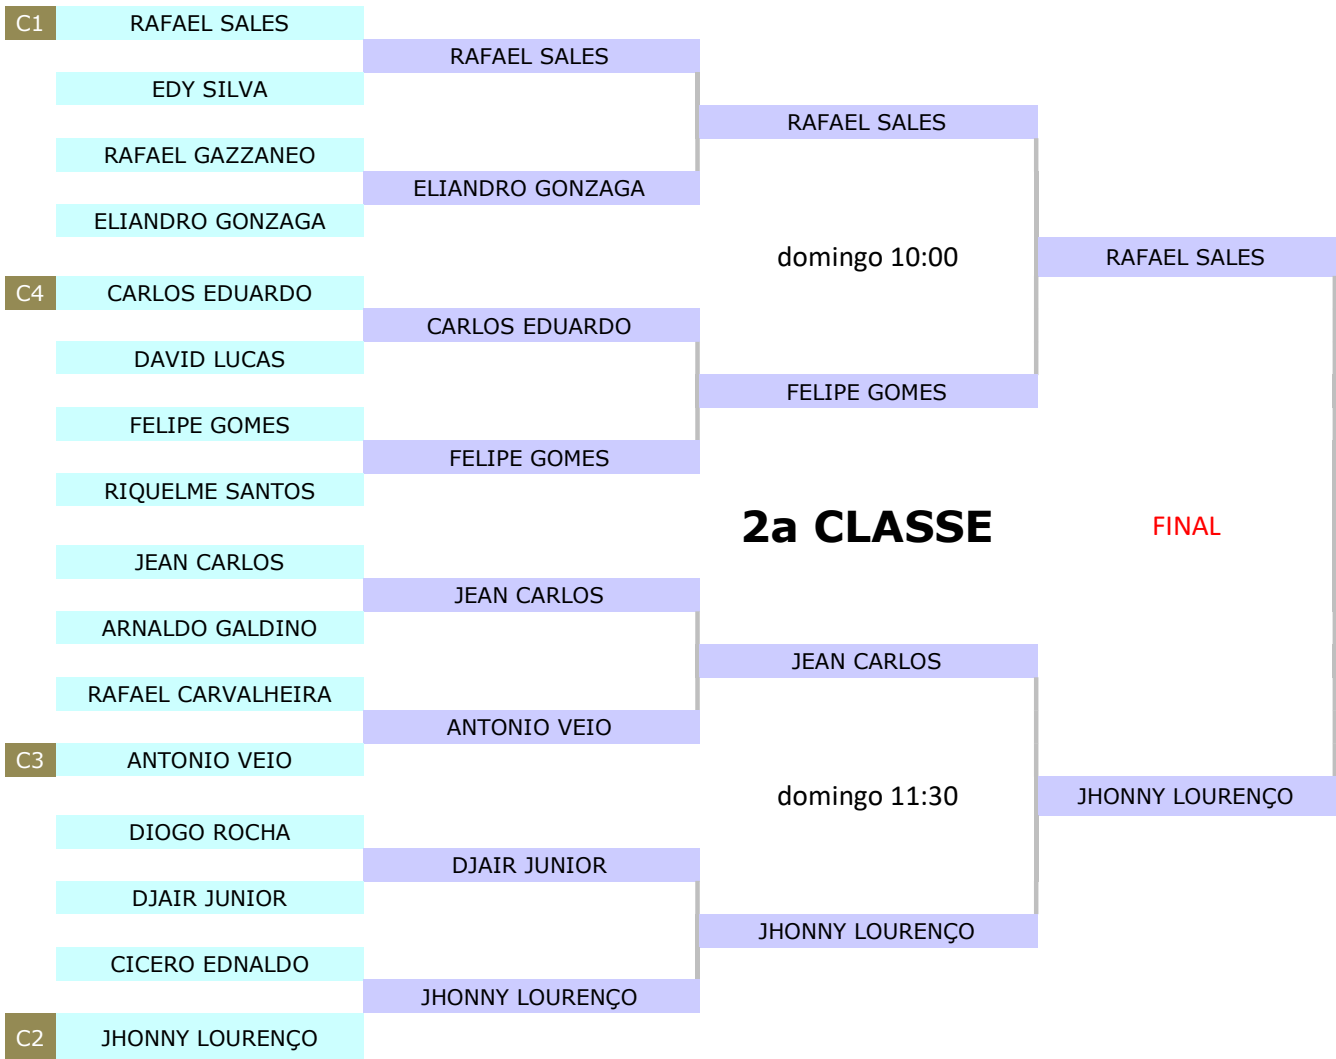 C1 RAFAEL SALES
RAFAEL SALES
EDY SILVA
RAFAEL SALES
RAFAEL GAZZANEO
ELIANDRO GONZAGA
ELIANDRO GONZAGA
domingo 10:00
RAFAEL SALES
C4 CARLOS EDUARDO
CARLOS EDUARDO
DAVID LUCAS
FELIPE GOMES
FELIPE GOMES
FELIPE GOMES
RIQUELME SANTOS
2a CLASSE
FINAL
JEAN CARLOS
JEAN CARLOS
ARNALDO GALDINO
JEAN CARLOS
RAFAEL CARVALHEIRA
ANTONIO VEIO
C3 ANTONIO VEIO
domingo 11:30
JHONNY LOURENÇO
DIOGO ROCHA
DJAIR JUNIOR
DJAIR JUNIOR
JHONNY LOURENÇO
CICERO EDNALDO
JHONNY LOURENÇO
C2 JHONNY LOURENÇO